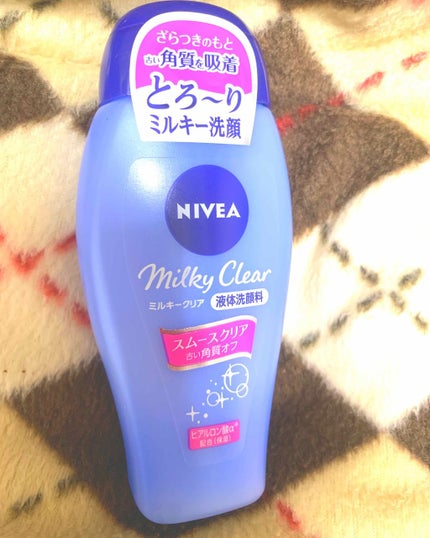 ざらつきのもと
古い角質を吸着
とろ〜り
ミルキー洗顔
NIVEA
Milky Clear
ミルキークリア 液体洗顔料
スムースクリア
古い角質オフ
ヒアルロン酸α*
配合(保湿)